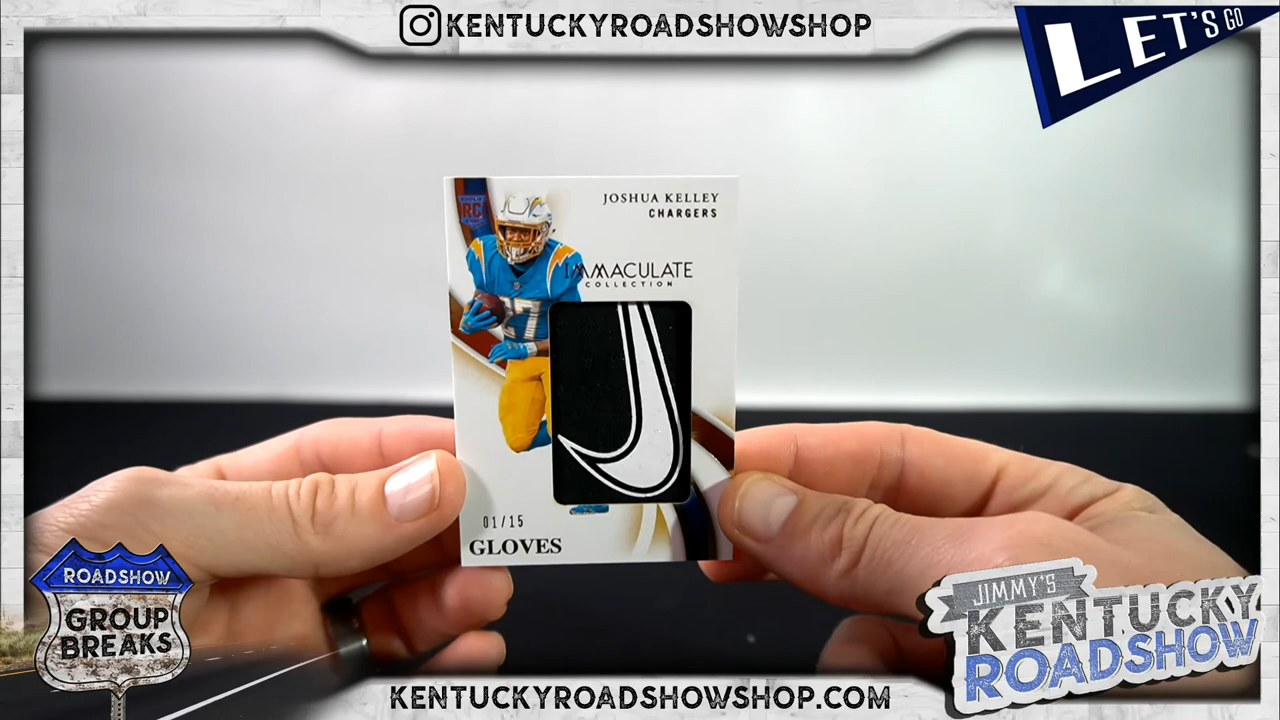 KENTUCKYROADSHOWSHOP
LET'S GO
JOSHUA KELLEY
CHARGERS
RC
IMMACULATE
COLLECTION
27
01/15
GLOVES
ROADSHOW
GROUP
BREAKS
JIMMY'S
KENTUCKY
ROADSHOW
KENTUCKYROADSHOWSHOP.COM